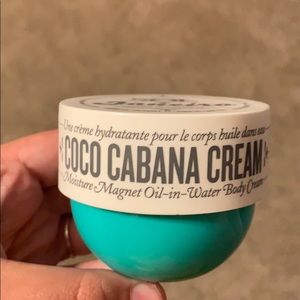 Janeiro
Une crème hydratante pour le corps huile dans eau
COCO CABANA CREAM
Moisture Magnet Oil-in-Water Body Cream